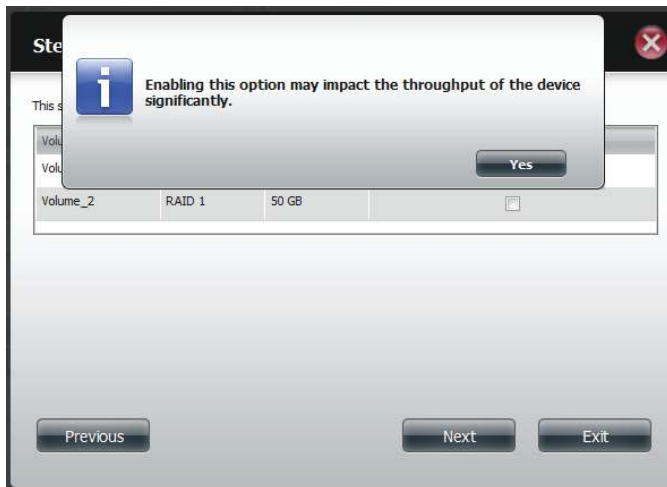 Ste
Enabling this option may impact the throughput of the device
significantly.
This s
Volu
Yes
Volu
Volume_2 RAID 1 50 GB
Previous Next Exit